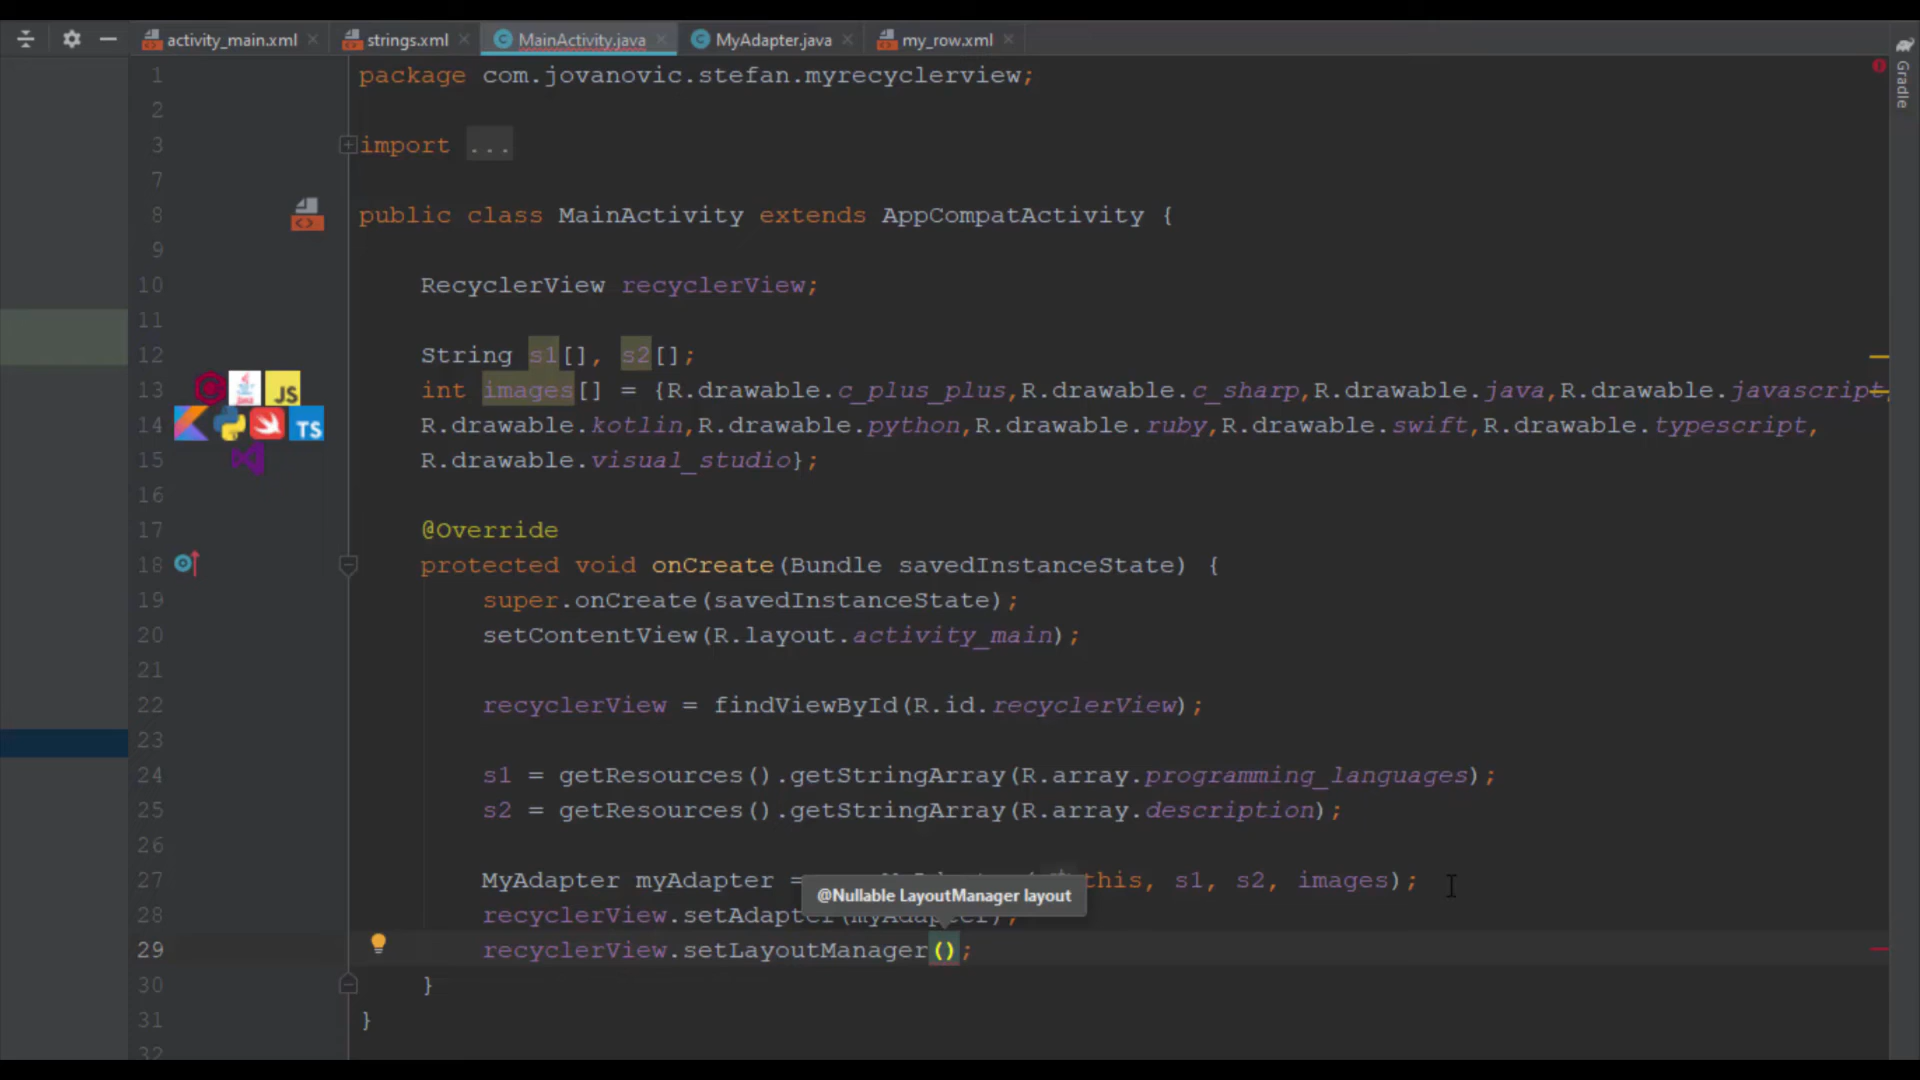 activity_main.xml strings.xml MainActivity.java MyAdapter.java my_row.xml
Gradle
1 package com.jovanovic.stefan.myrecyclerview;
2
3 import ...
7
8 public class MainActivity extends AppCompatActivity {
9
10 RecyclerView recyclerView;
11
12 String s1[], s2[];
13 int images[] = {R.drawable.c_plus_plus,R.drawable.c_sharp,R.drawable.java,R.drawable.javascript,
14 R.drawable.kotlin,R.drawable.python,R.drawable.ruby,R.drawable.swift,R.drawable.typescript,
15 R.drawable.visual_studio};
JS
TS
16
17 @Override
18 protected void onCreate(Bundle savedInstanceState) {
19 super.onCreate(savedInstanceState);
20 setContentView(R.layout.activity_main);
21
22 recyclerView = findViewById(R.id.recyclerView);
23
24 s1 = getResources().getStringArray(R.array.programming_languages);
25 s2 = getResources().getStringArray(R.array.description);
26
27 MyAdapter myAdapter = this, s1, s2, images);
@Nullable LayoutManager layout
28 recyclerView.setAdapter(myAdapter);
29 recyclerView.setLayoutManager();
30 }
31 }
32